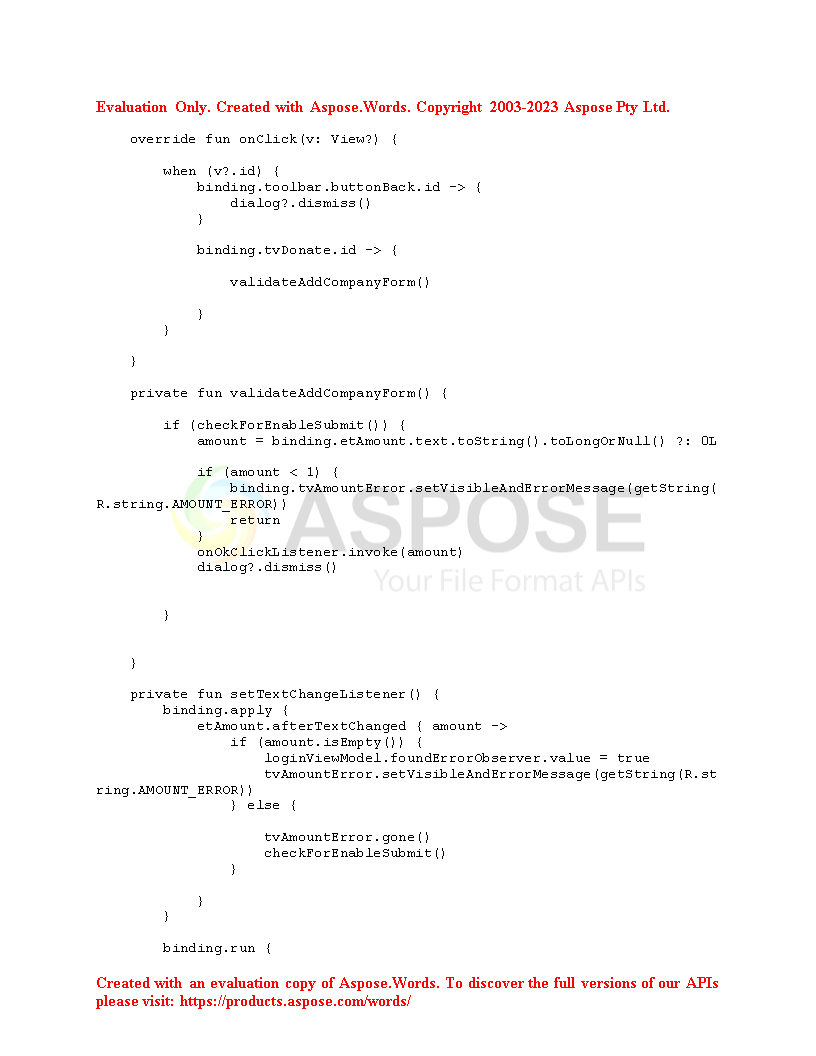 Evaluation Only. Created with Aspose.Words. Copyright 2003-2023 Aspose Pty Ltd.
override fun onClick(v: View?) {
when (v?.id) {
binding.toolbar.buttonBack.id -> {
dialog?.dismiss()
}
binding.tvDonate.id -> {
validateAddCompanyForm()
}
}
}
private fun validateAddCompanyForm() {
if (checkForEnableSubmit()) {
amount = binding.etAmount.text.toString().toLongOrNull() ?: 0L
if (amount < 1) {
binding.tvAmountError.setVisibleAndErrorMessage(getString(
R.string.AMOUNT_ERROR))
return
}
onOkClickListener.invoke(amount)
dialog?.dismiss()
ASPOSE
Your File Format APIs
}
}
private fun setTextChangeListener() {
binding.apply {
etAmount.afterTextChanged { amount ->
if (amount.isEmpty()) {
loginViewModel.foundErrorObserver.value = true
tvAmountError.setVisibleAndErrorMessage(getString(R.st
ring.AMOUNT_ERROR))
} else {
tvAmountError.gone()
checkForEnableSubmit()
}
}
}
binding.run {
Created with an evaluation copy of Aspose.Words. To discover the full versions of our APIs
please visit: https://products.aspose.com/words/